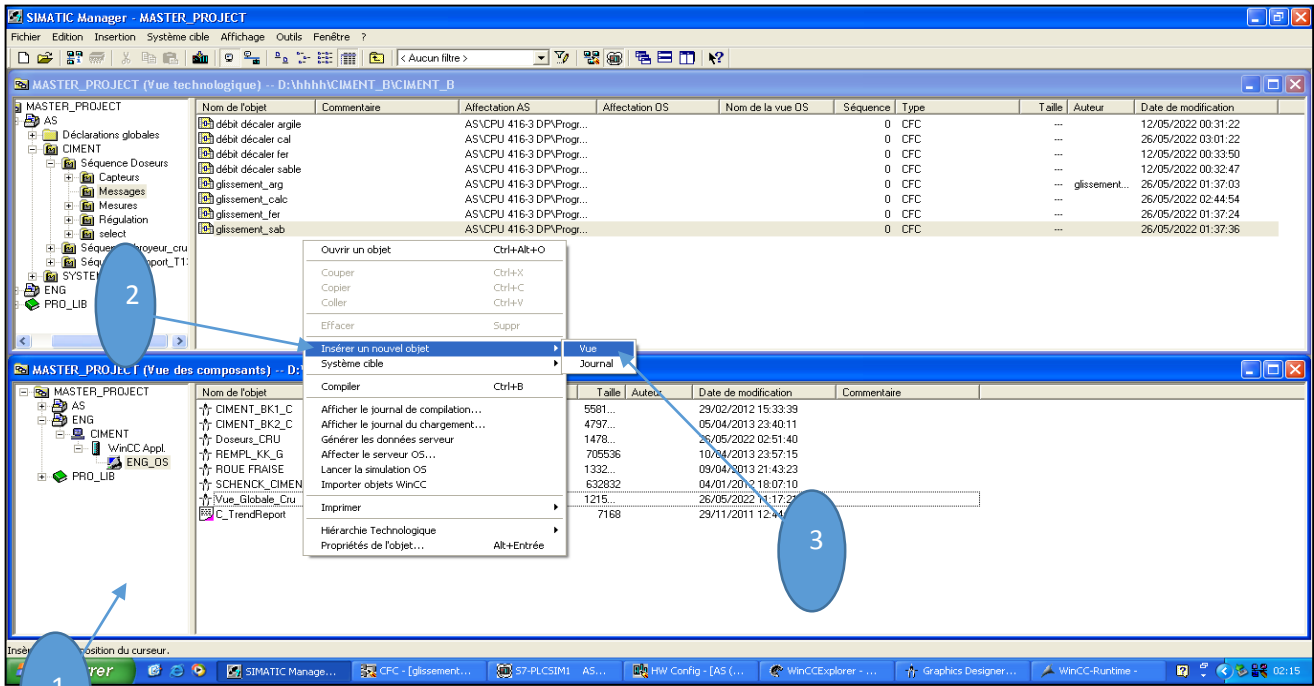 SIMATIC Manager - MASTER_PROJECT
Fichier Edition Insertion Système cible Affichage Outils Fenêtre ?
< Aucun filtre >
MASTER_PROJECT (Vue technologique) -- D:\hhhh\CIMENT_B\CIMENT_B
MASTER_PROJECT
AS
Déclarations globales
CIMENT
Séquence Doseurs
Capteurs
Messages
Mesures
Régulation
select
SYSTE
ENG
PRO_LIB
Nom de l'objet Commentaire Affectation AS Affectation OS Nom de la vue OS Séquence Type Taille Auteur Date de modification
débit décaler argile AS\CPU 416-3 DP\Progr... 0 CFC --- 12/05/2022 00:31:22
débit décaler cal AS\CPU 416-3 DP\Progr... 0 CFC --- 26/05/2022 03:01:22
débit décaler fer AS\CPU 416-3 DP\Progr... 0 CFC --- 12/05/2022 00:33:50
débit décaler sable AS\CPU 416-3 DP\Progr... 0 CFC --- 12/05/2022 00:32:47
glissement_arg AS\CPU 416-3 DP\Progr... 0 CFC --- glissement... 26/05/2022 01:37:03
glissement_calc AS\CPU 416-3 DP\Progr... 0 CFC --- 26/05/2022 02:44:54
glissement_fer AS\CPU 416-3 DP\Progr... 0 CFC --- 26/05/2022 01:37:24
glissement_sab AS\CPU 416-3 DP\Progr... 0 CFC --- 26/05/2022 01:37:36
Ouvrir un objet Ctrl+Alt+O
Couper Ctrl+X
Copier Ctrl+C
Coller Ctrl+V
Effacer Suppr
Insérer un nouvel objet
Système cible
Compiler Ctrl+B
Afficher le journal de compilation...
Afficher le journal du chargement...
Générer les données serveur
Affecter le serveur OS...
Lancer la simulation OS
Importer objets WinCC
Imprimer
Hiérarchie Technologique
Propriétés de l'objet... Alt+Entrée
Vue
Journal
2
3
1
MASTER_PROJECT (Vue des composants) -- D:
MASTER_PROJECT
AS
ENG
CIMENT
WinCC Appl.
ENG_OS
PRO_LIB
Nom de l'objet Taille Auteur Date de modification Commentaire
CIMENT_BK1_C 5581... 29/02/2012 15:33:39
CIMENT_BK2_C 4797... 05/04/2013 23:40:11
Doseurs_CRU 1478... 26/05/2022 02:51:40
REMPL_KK_G 705536 10/04/2013 23:57:15
ROUE FRAISE 1332... 09/04/2013 21:43:23
SCHENCK_CIMEN 632832 04/01/2012 18:07:10
Vue_Globale_Cru 1215... 26/05/2022
C_TrendReport 7168 29/11/2011
SIMATIC Manage... CFC - [glissement... S7-PLCSIM1 AS... HW Config - [AS (... WinCCExplorer - ... Graphics Designer... WinCC-Runtime - 02:15